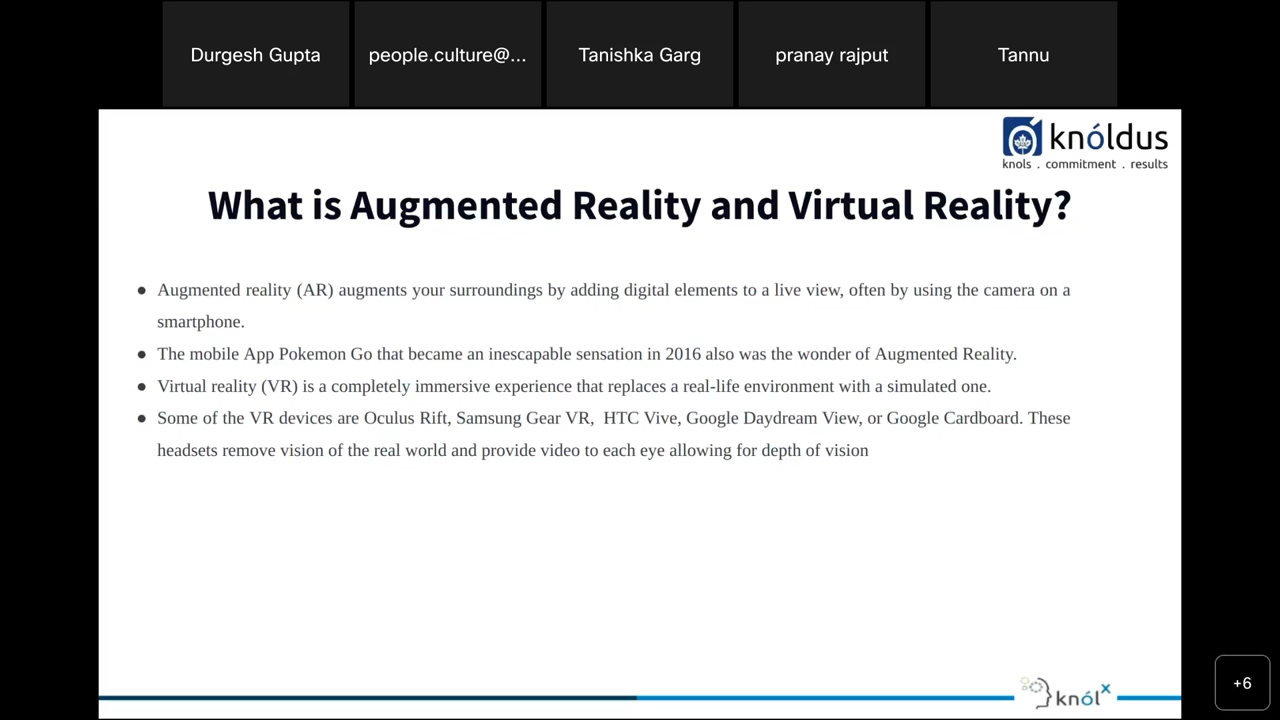 Durgesh Gupta
people.culture@...
Tanishka Garg
pranay rajput
Tannu
knóldus
knols . commitment . results
What is Augmented Reality and Virtual Reality?
● Augmented reality (AR) augments your surroundings by adding digital elements to a live view, often by using the camera on a
smartphone.
● The mobile App Pokemon Go that became an inescapable sensation in 2016 also was the wonder of Augmented Reality.
● Virtual reality (VR) is a completely immersive experience that replaces a real-life environment with a simulated one.
● Some of the VR devices are Oculus Rift, Samsung Gear VR,  HTC Vive, Google Daydream View, or Google Cardboard. These
headsets remove vision of the real world and provide video to each eye allowing for depth of vision
knólx
+6